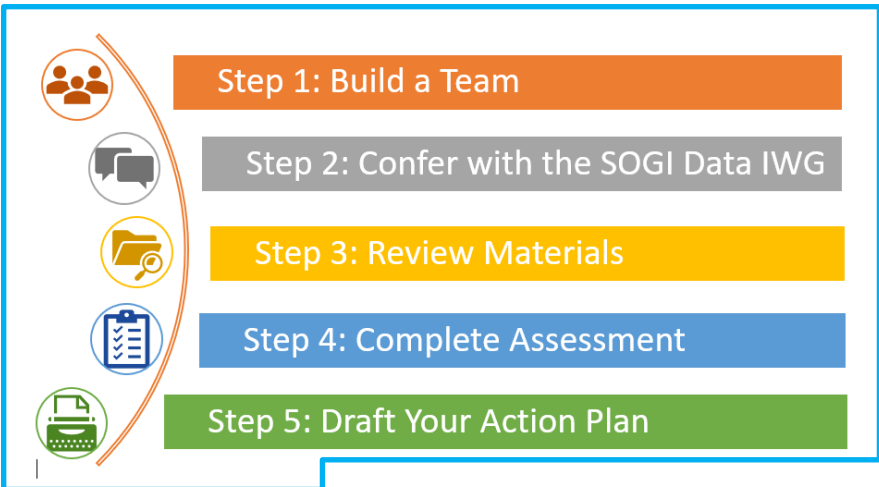 Step 1: Build a Team
Step 2: Confer with the SOGI Data IWG
Step 3: Review Materials
Step 4: Complete Assessment
Step 5: Draft Your Action Plan